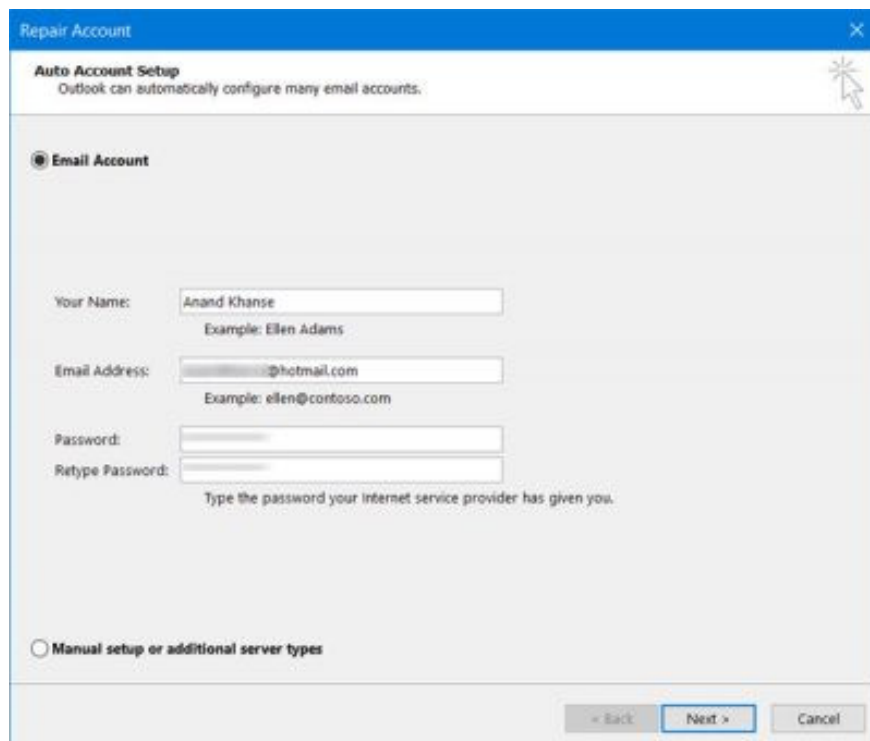 Repair Account
Auto Account Setup
Outlook can automatically configure many email accounts.
Email Account
Your Name: Anand Khanse
Example: Ellen Adams
Email Address: @hotmail.com
Example: ellen@contoso.com
Password:
Retype Password:
Type the password your Internet service provider has given you.
Manual setup or additional server types
< Back Next > Cancel